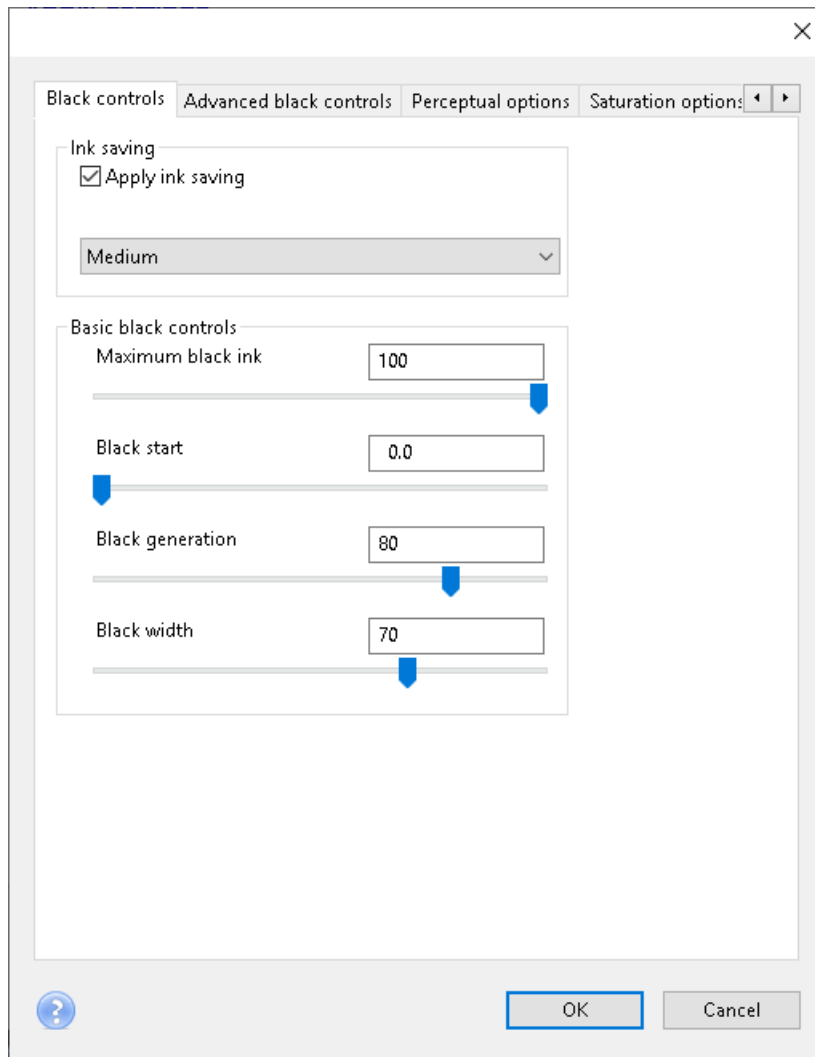 Black controls Advanced black controls Perceptual options Saturation options
Ink saving
Apply ink saving
Medium
Basic black controls
Maximum black ink 100
Black start 0.0
Black generation 80
Black width 70
? OK Cancel